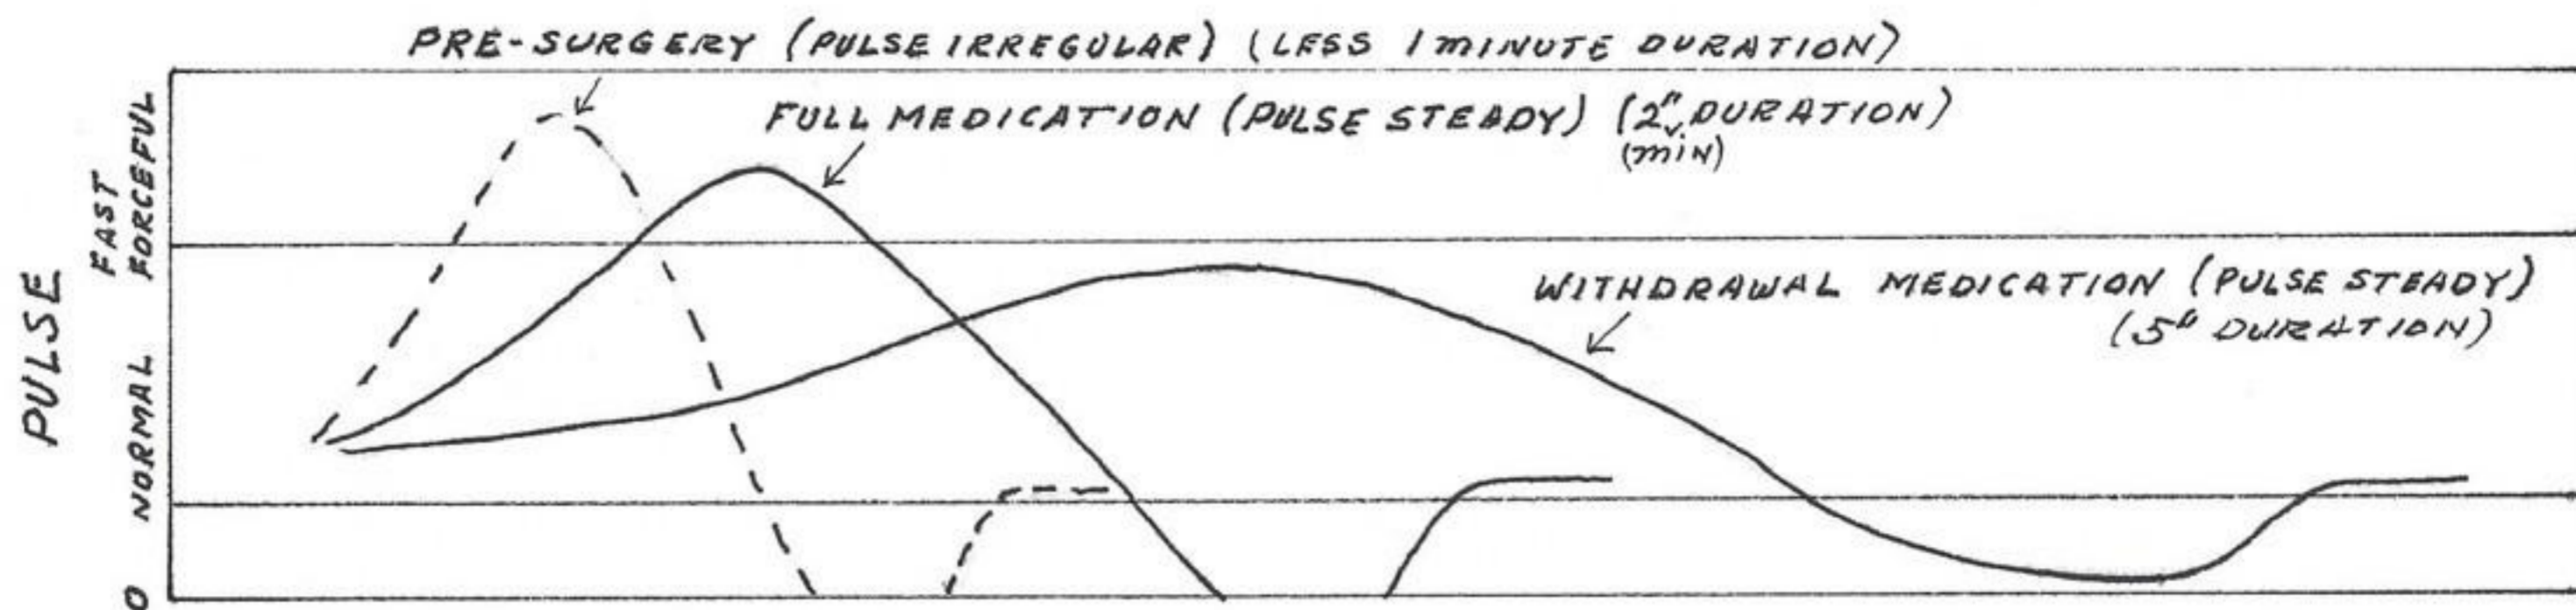 PRE-SURGERY (PULSE IRREGULAR) (LESS 1 MINUTE DURATION)
FULL MEDICATION (PULSE STEADY) (2" DURATION)
(MIN)
WITHDRAWAL MEDICATION (PULSE STEADY)
(5" DURATION)
PULSE
FAST
FORCEFUL
NORMAL
0